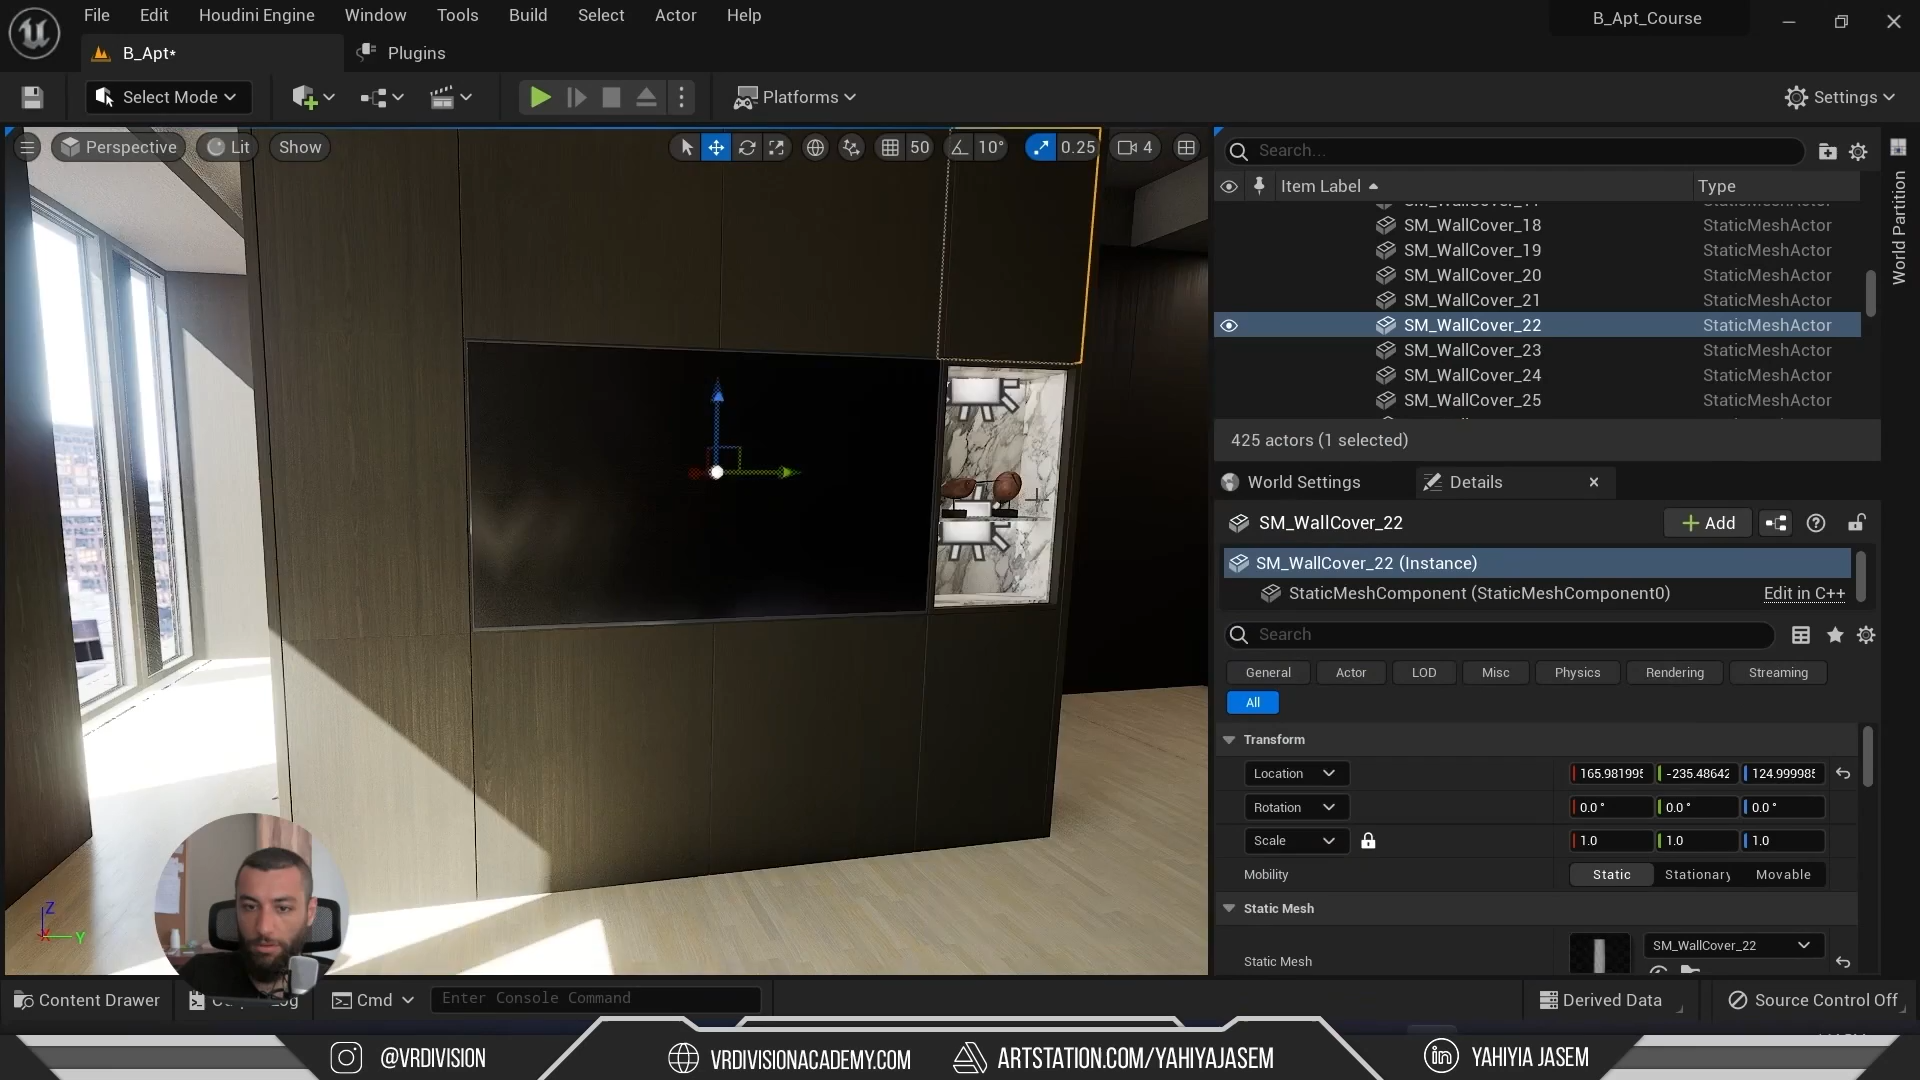 File Edit Houdini Engine Window Tools Build Select Actor Help
B_Apt_Course
B_Apt*
Plugins
Select Mode
Platforms
Settings
Perspective
Lit
Show
50
10°
0.25
4
Search...
Item Label
Type
SM_WallCover_18 StaticMeshActor
SM_WallCover_19 StaticMeshActor
SM_WallCover_20 StaticMeshActor
SM_WallCover_21 StaticMeshActor
SM_WallCover_22 StaticMeshActor
SM_WallCover_23 StaticMeshActor
SM_WallCover_24 StaticMeshActor
SM_WallCover_25 StaticMeshActor
425 actors (1 selected)
World Partition
World Settings
Details
SM_WallCover_22
Add
SM_WallCover_22 (Instance)
StaticMeshComponent (StaticMeshComponent0)
Edit in C++
Search
General Actor LOD Misc Physics Rendering Streaming
All
Transform
Location 165.98199 -235.48642 124.99998
Rotation 0.0° 0.0° 0.0°
Scale 1.0 1.0 1.0
Mobility Static Stationary Movable
Static Mesh
Static Mesh
SM_WallCover_22
Z
X
Y
Content Drawer
Cmd
Enter Console Command
Derived Data
Source Control Off
@VRDIVISION
VRDIVISIONACADEMY.COM
ARTSTATION.COM/YAHIYAJASEM
YAHIYIA JASEM